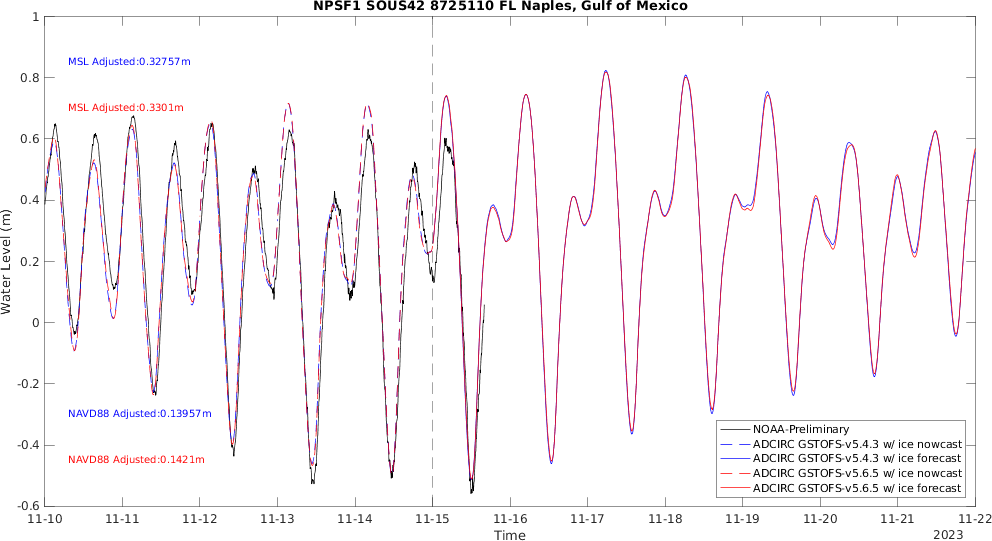 NPSF1 SOUS42 8725110 FL Naples, Gulf of Mexico
1
0.8
0.6
0.4
0.2
0
-0.2
-0.4
-0.6
Water Level (m)
MSL Adjusted:0.32757m
MSL Adjusted:0.3301m
NAVD88 Adjusted:0.13957m
NAVD88 Adjusted:0.1421m
NOAA-Preliminary
ADCIRC GSTOFS-v5.4.3 w/ ice nowcast
ADCIRC GSTOFS-v5.4.3 w/ ice forecast
ADCIRC GSTOFS-v5.6.5 w/ ice nowcast
ADCIRC GSTOFS-v5.6.5 w/ ice forecast
11-10 11-11 11-12 11-13 11-14 11-15 11-16 11-17 11-18 11-19 11-20 11-21 11-22
Time
2023